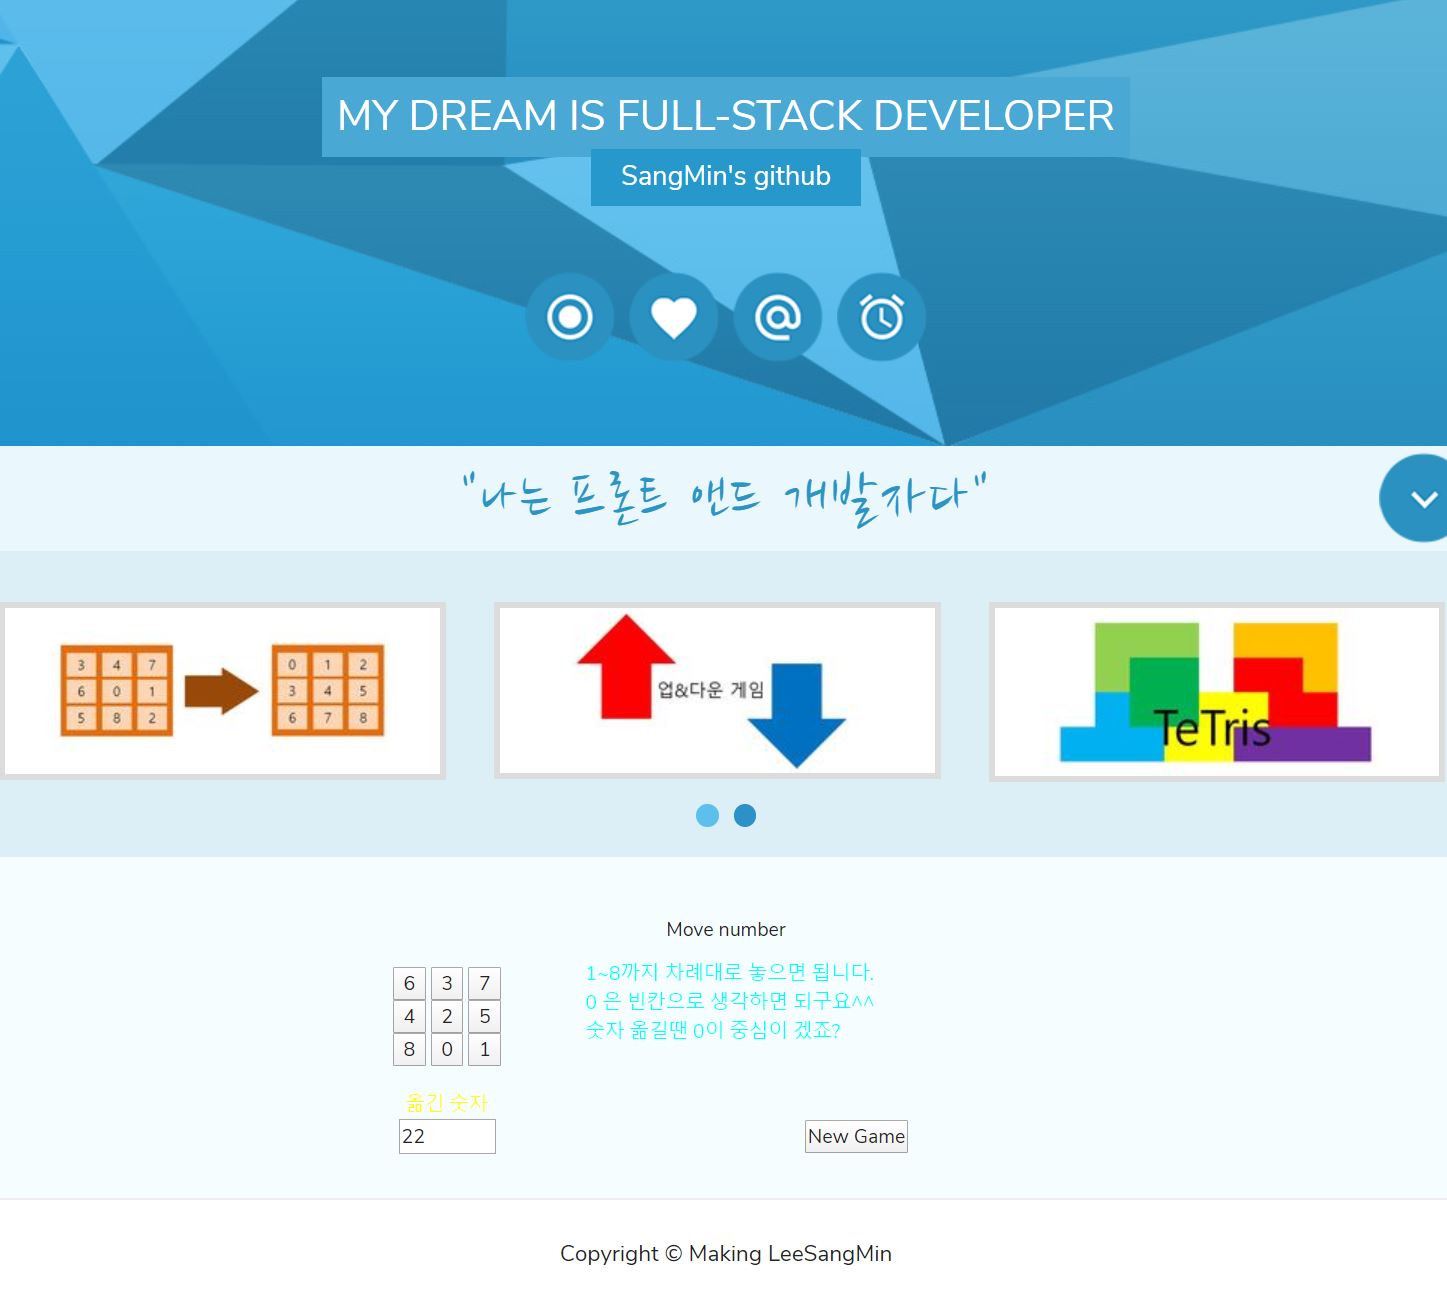 MY DREAM IS FULL-STACK DEVELOPER
SangMin's github
"나는 프론트 앤드 개발자다"
3 4 7
6 0 1
5 8 2
0 1 2
3 4 5
6 7 8
업&다운 게임
TeTris
Move number
6 3 7
4 2 5
8 0 1
1~8까지 차례대로 놓으면 됩니다.
0 은 빈칸으로 생각하면 되구요^^
숫자 옮길땐 0이 중심이 겠죠?
옮긴 숫자
22
New Game
Copyright © Making LeeSangMin